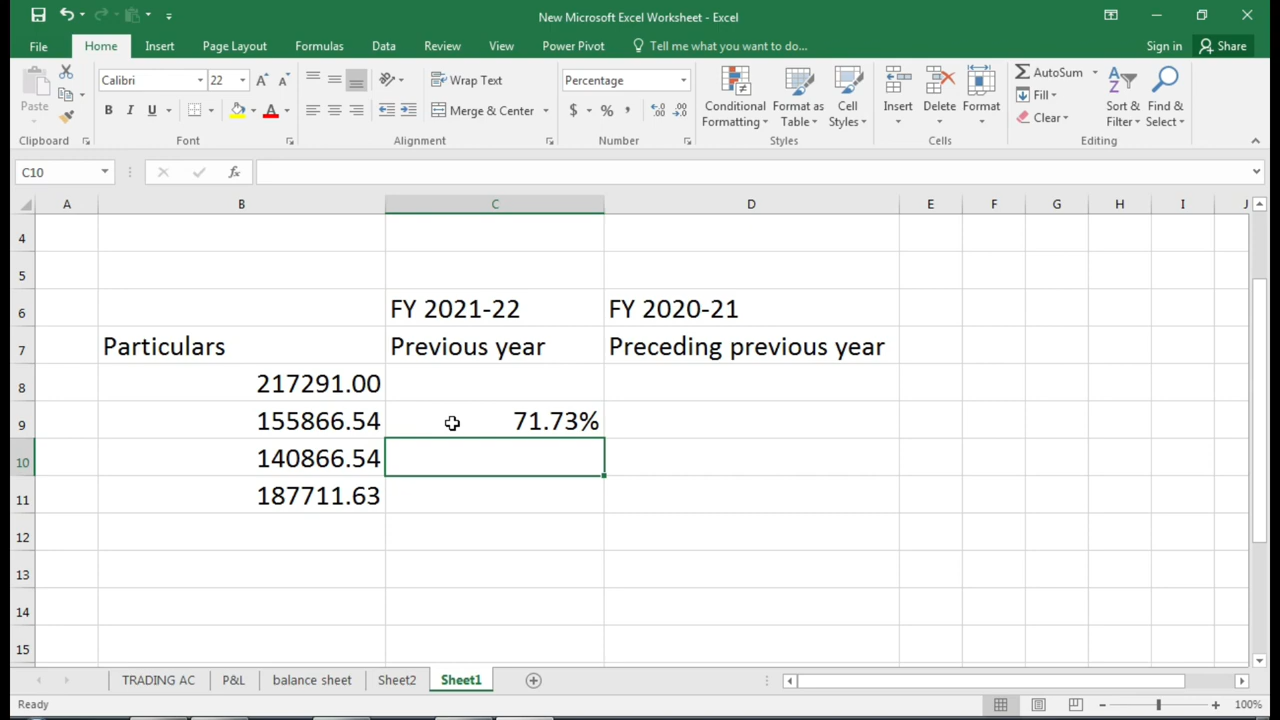 New Microsoft Excel Worksheet - Excel
File Home Insert Page Layout Formulas Data Review View Power Pivot Tell me what you want to do... Sign in Share
Paste
Calibri 22
Wrap Text
Percentage
Conditional Formatting
Format as Table
Cell Styles
Insert Delete Format
AutoSum
Fill
Clear
Sort & Filter
Find & Select
B I U A
Merge & Center
$ % ,
Clipboard Font Alignment Number Styles Cells Editing
C10 fx
A B C D E F G H I J
4
5
6 FY 2021-22 FY 2020-21
7 Particulars Previous year Preceding previous year
8 217291.00
9 155866.54 71.73%
10 140866.54
11 187711.63
12
13
14
15
TRADING AC P&L balance sheet Sheet2 Sheet1
Ready 100%